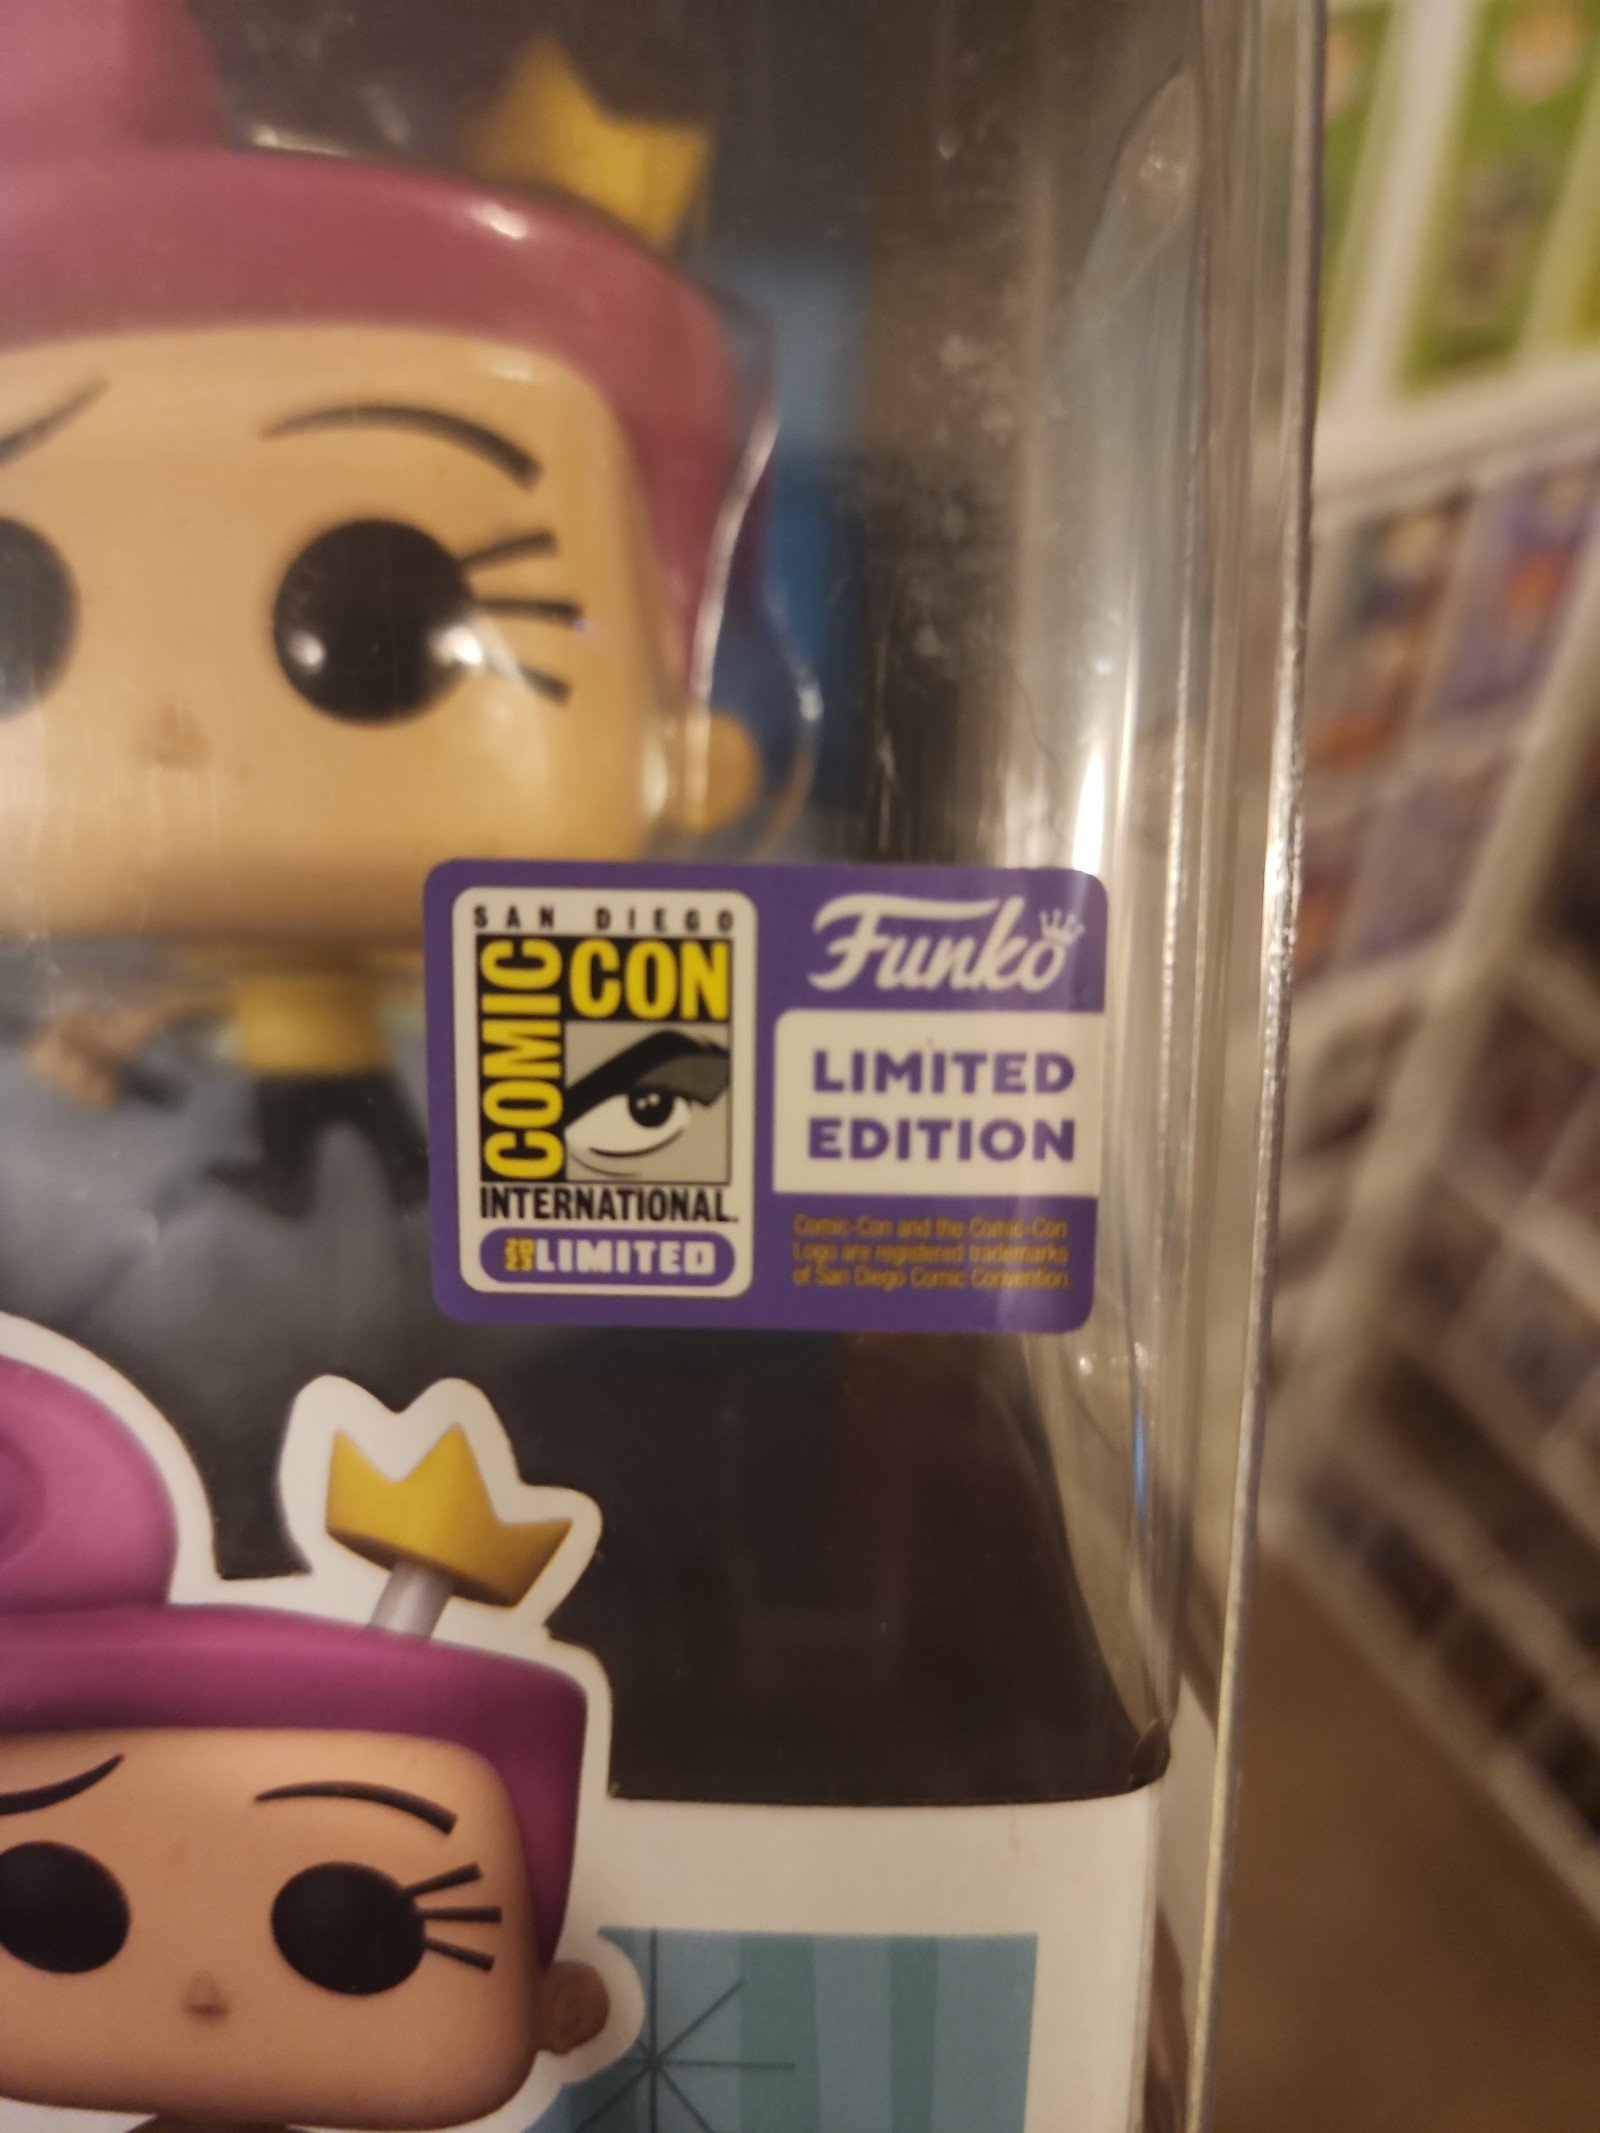 SAN DIEGO
COMIC CON
INTERNATIONAL.
2023 LIMITED
Funko
LIMITED
EDITION
Comic-Con and the Comic-Con
Logo are registered trademarks
of San Diego Comic Convention.